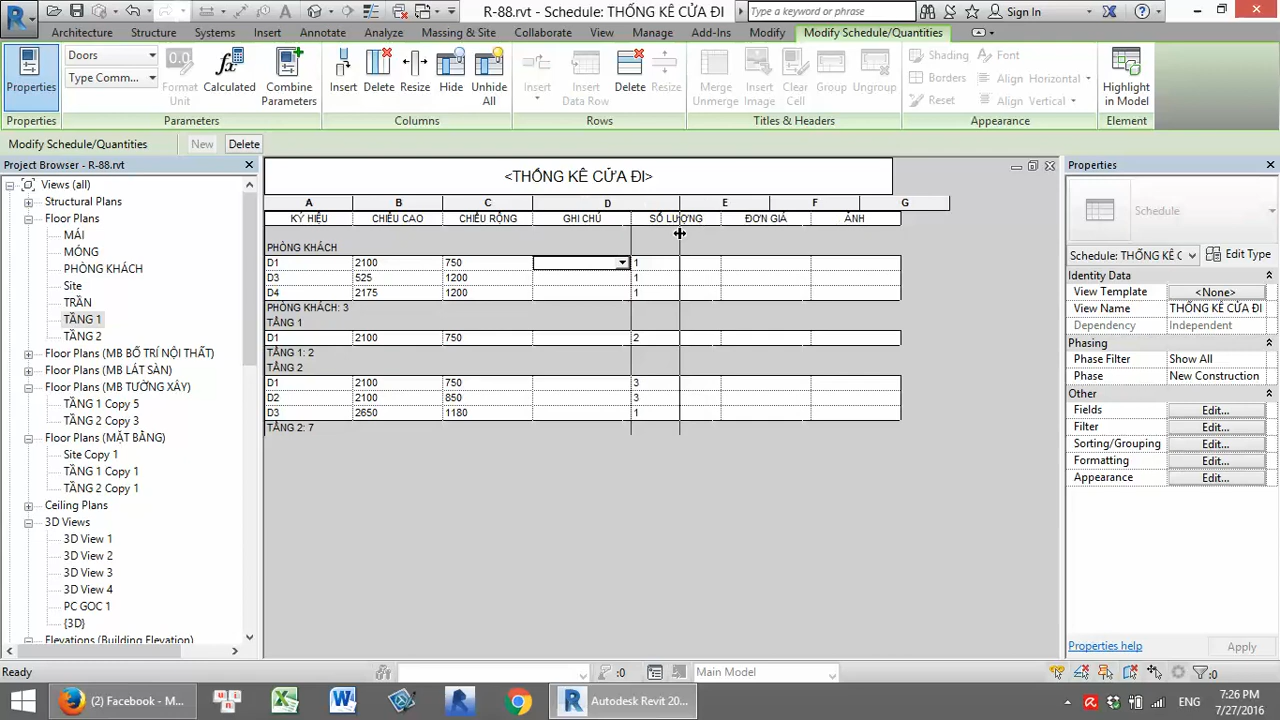 R-88.rvt - Schedule: THỐNG KÊ CỬA ĐI
Type a keyword or phrase
Sign In
Architecture Structure Systems Insert Annotate Analyze Massing & Site Collaborate View Manage Add-Ins Modify Modify Schedule/Quantities
Properties
Doors
Type Comm...
Format Unit
Calculated
Combine Parameters
Insert
Delete
Resize
Hide
Unhide All
Insert
Insert Data Row
Delete
Resize
Merge Unmerge
Insert Image
Clear Cell
Group
Ungroup
Shading
Borders
Reset
Font
Align Horizontal
Align Vertical
Highlight in Model
Properties Parameters Columns Rows Titles & Headers Appearance Element
Modify Schedule/Quantities New Delete
Project Browser - R-88.rvt
Views (all)
Structural Plans
Floor Plans
MÁI
MÓNG
PHÒNG KHÁCH
Site
TRẦN
TẦNG 1
TẦNG 2
Floor Plans (MB BỐ TRÍ NỘI THẤT)
Floor Plans (MB LÁT SÀN)
Floor Plans (MB TƯỜNG XÂY)
TẦNG 1 Copy 5
TẦNG 2 Copy 3
Floor Plans (MẶT BẰNG)
Site Copy 1
TẦNG 1 Copy 1
TẦNG 2 Copy 1
Ceiling Plans
3D Views
3D View 1
3D View 2
3D View 3
3D View 4
PC GOC 1
{3D}
Elevations (Building Elevation)
<THỐNG KÊ CỬA ĐI>
A B C D E F G
KÝ HIỆU CHIỀU CAO CHIỀU RỘNG GHI CHÚ SỐ LƯỢNG ĐƠN GIÁ ẢNH
PHÒNG KHÁCH
D1 2100 750 1
D3 525 1200 1
D4 2175 1200 1
PHÒNG KHÁCH: 3
TẦNG 1
D1 2100 750 2
TẦNG 1: 2
TẦNG 2
D1 2100 750 3
D2 2100 850 3
D3 2650 1180 1
TẦNG 2: 7
Properties
Schedule
Schedule: THỐNG KÊ C Edit Type
Identity Data
View Template <None>
View Name THỐNG KÊ CỬA ĐI
Dependency Independent
Phasing
Phase Filter Show All
Phase New Construction
Other
Fields Edit...
Filter Edit...
Sorting/Grouping Edit...
Formatting Edit...
Appearance Edit...
Properties help Apply
Ready
:0
Main Model
:0
(2) Facebook - M...
Autodesk Revit 20...
ENG
7:26 PM
7/27/2016